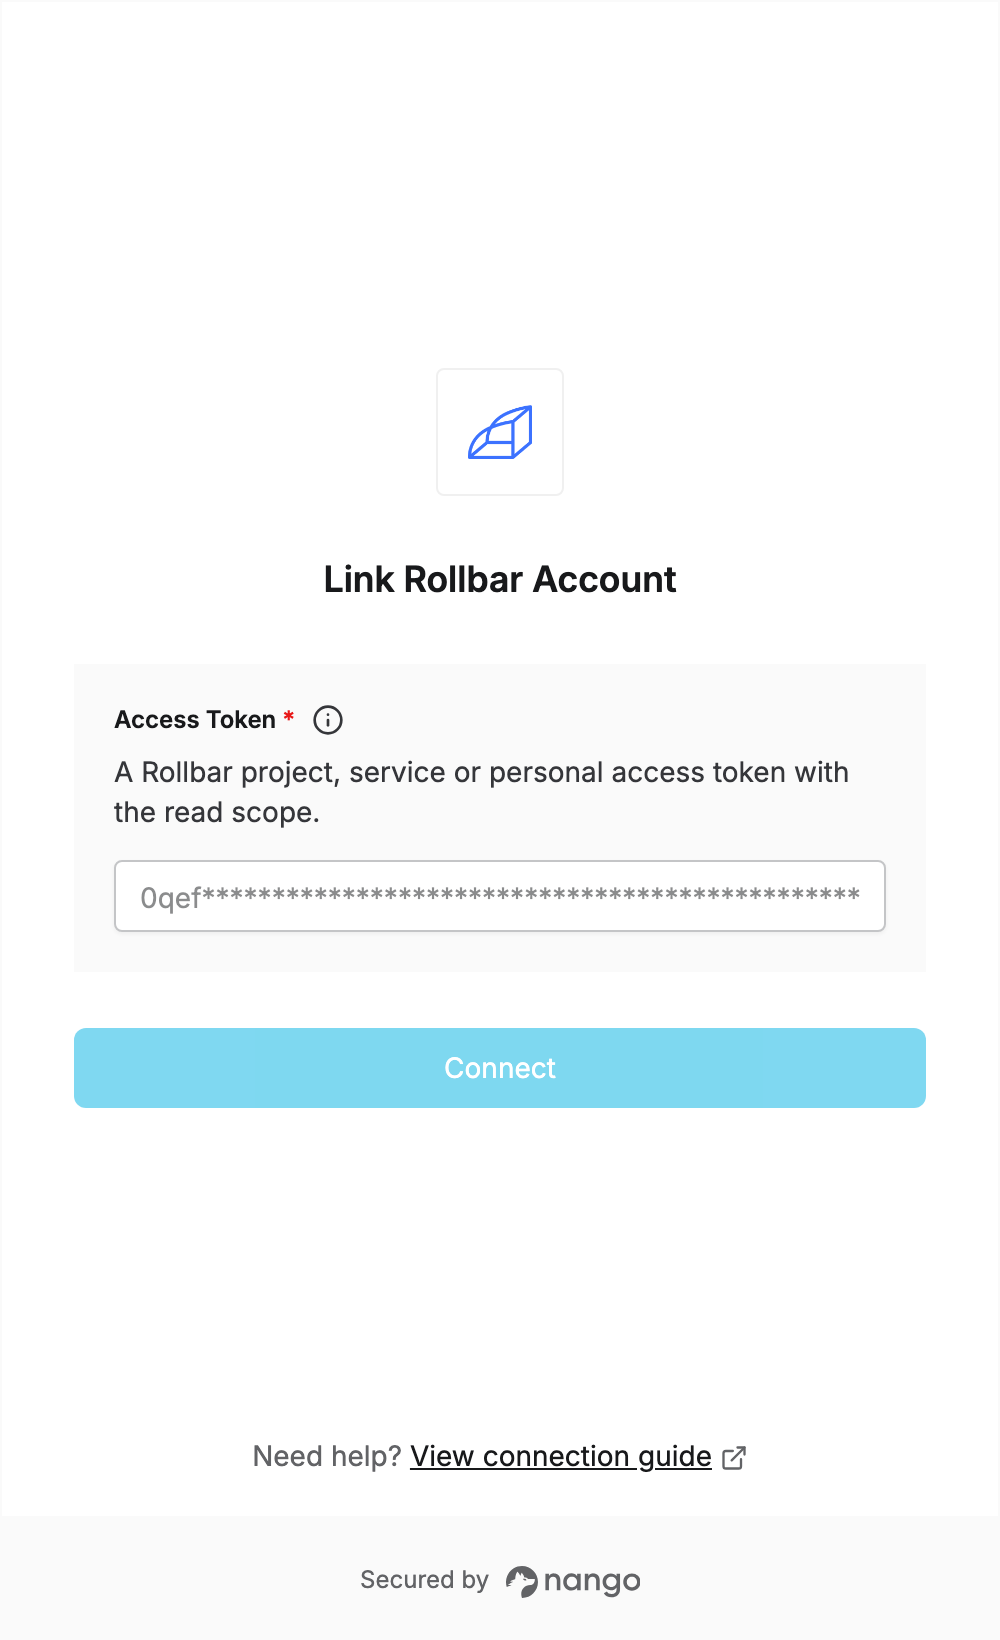 Link Rollbar Account
Access Token *
A Rollbar project, service or personal access token with
the read scope.
0qef***********************************************
Connect
Need help? View connection guide
Secured by nango